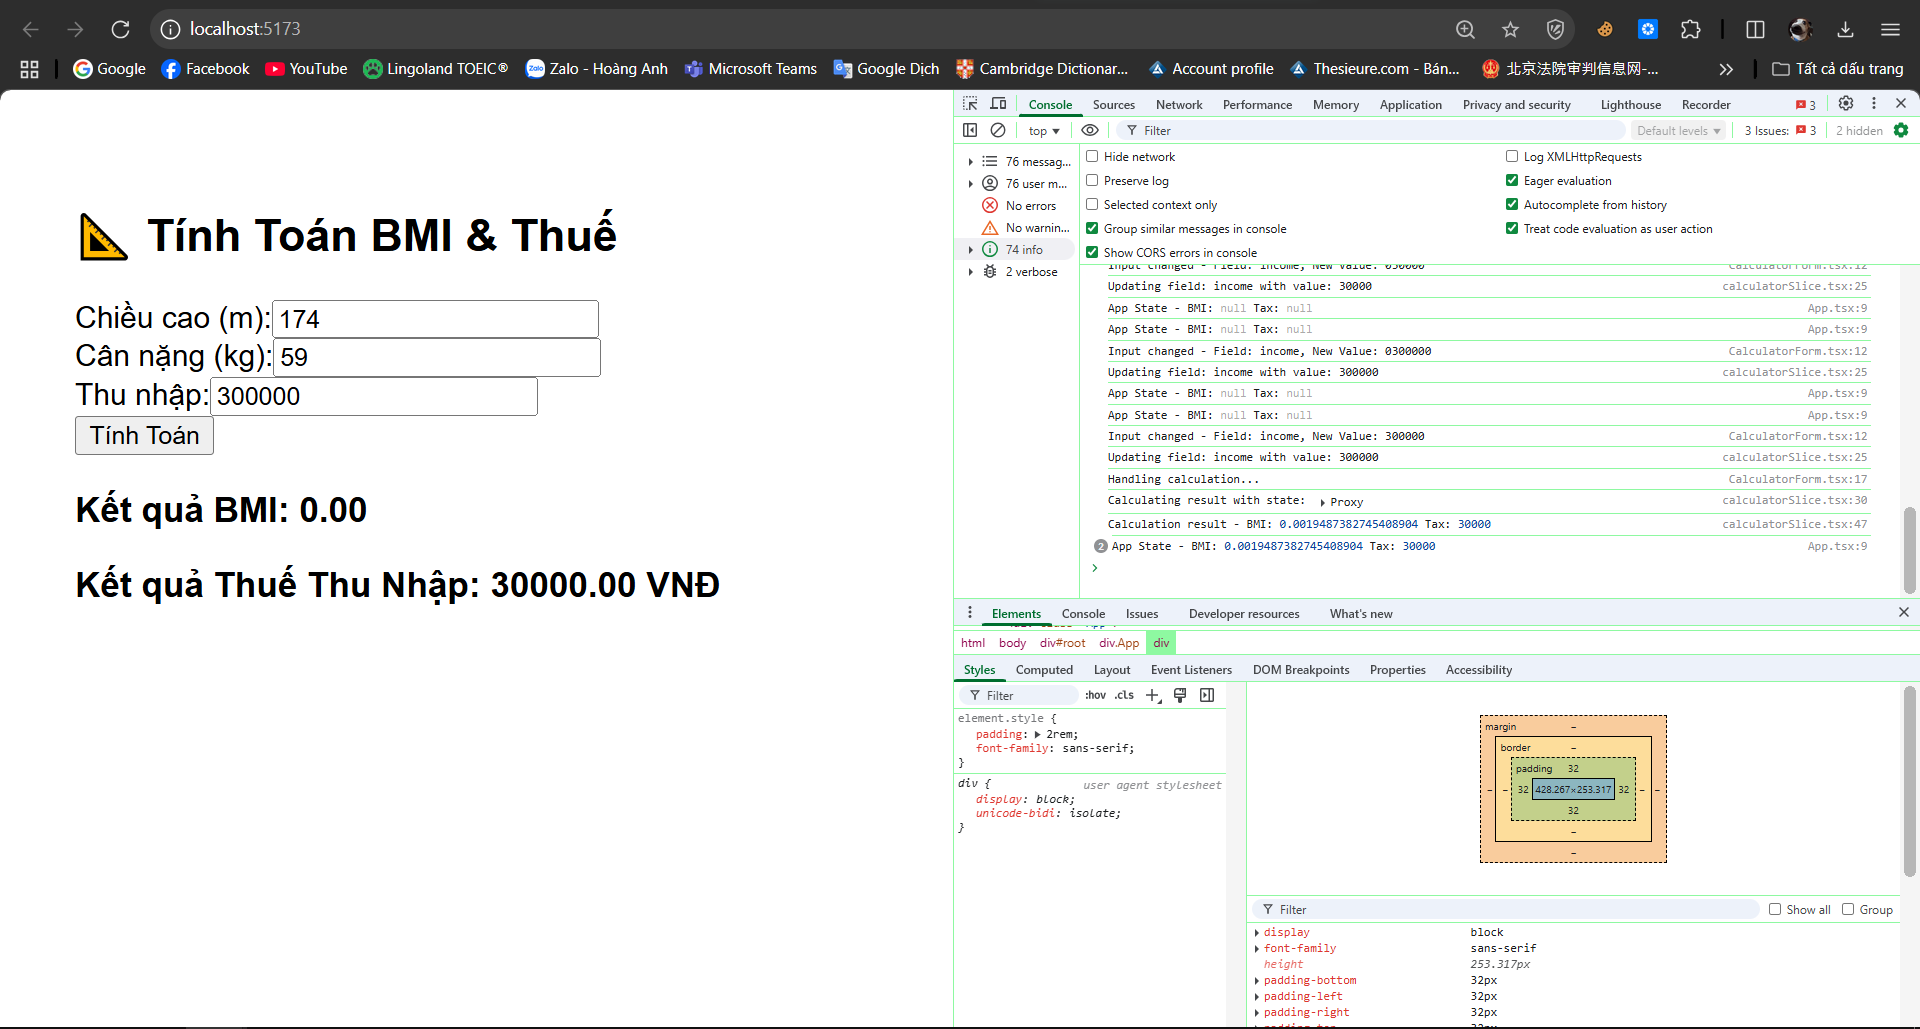 localhost:5173
Google
Facebook
YouTube
Lingoland TOEIC®
Zalo - Hoàng Anh
Microsoft Teams
Google Dịch
Cambridge Dictionar...
Account profile
Thesieure.com - Bán...
北京法院审判信息网-...
Tất cả dấu trang
Tính Toán BMI & Thuế
Chiều cao (m): 174
Cân nặng (kg): 59
Thu nhập: 300000
Tính Toán
Kết quả BMI: 0.00
Kết quả Thuế Thu Nhập: 30000.00 VNĐ
Console Sources Network Performance Memory Application Privacy and security Lighthouse Recorder 3
top Filter Default levels 3 Issues: 3 2 hidden
76 messag...
76 user m...
No errors
No warnin...
74 info
2 verbose
Hide network
Preserve log
Selected context only
Group similar messages in console
Show CORS errors in console
Log XMLHttpRequests
Eager evaluation
Autocomplete from history
Treat code evaluation as user action
Input changed - Field: income, New Value: 030000 CalculatorForm.tsx:12
Updating field: income with value: 30000 calculatorSlice.tsx:25
App State - BMI: null Tax: null App.tsx:9
App State - BMI: null Tax: null App.tsx:9
Input changed - Field: income, New Value: 0300000 CalculatorForm.tsx:12
Updating field: income with value: 300000 calculatorSlice.tsx:25
App State - BMI: null Tax: null App.tsx:9
App State - BMI: null Tax: null App.tsx:9
Input changed - Field: income, New Value: 300000 CalculatorForm.tsx:12
Updating field: income with value: 300000 calculatorSlice.tsx:25
Handling calculation... CalculatorForm.tsx:17
Calculating result with state: Proxy calculatorSlice.tsx:30
Calculation result - BMI: 0.0019487382745408904 Tax: 30000 calculatorSlice.tsx:47
2 App State - BMI: 0.0019487382745408904 Tax: 30000 App.tsx:9
Elements Console Issues Developer resources What's new
html body div#root div.App div
Styles Computed Layout Event Listeners DOM Breakpoints Properties Accessibility
Filter :hov .cls
element.style {
padding: 2rem;
font-family: sans-serif;
}
div { user agent stylesheet
display: block;
unicode-bidi: isolate;
}
margin -
border -
padding 32
- - 32 428.267×253.317 32 - -
32
-
-
Filter Show all Group
display block
font-family sans-serif
height 253.317px
padding-bottom 32px
padding-left 32px
padding-right 32px